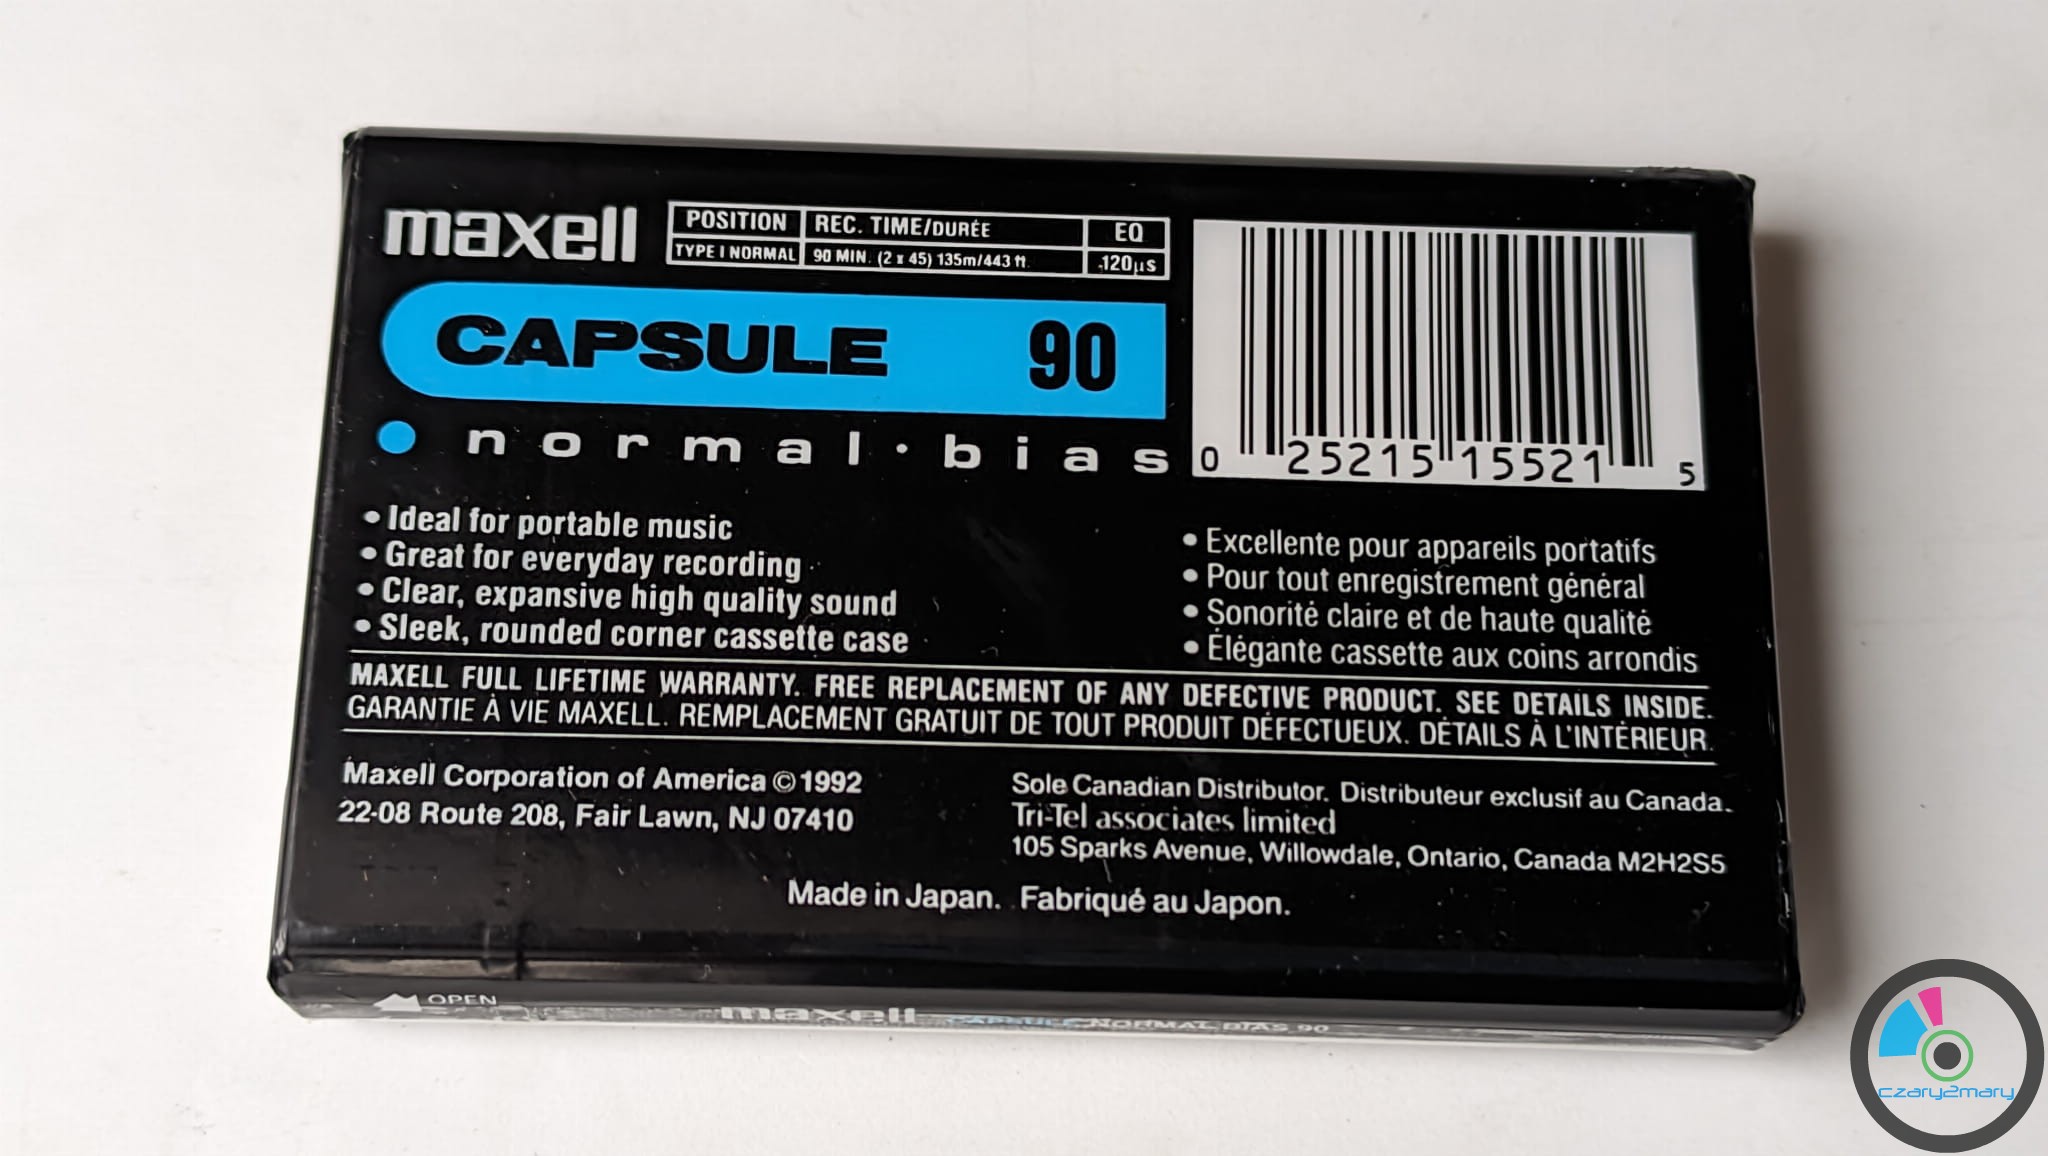 maxell
POSITION REC. TIME/DURÉE EQ
TYPE I NORMAL 90 MIN. (2 x 45) 135m/443 ft. 120µs
CAPSULE 90
normal·bias
0 25215 15521 5
• Ideal for portable music
• Great for everyday recording
• Clear, expansive high quality sound
• Sleek, rounded corner cassette case
• Excellente pour appareils portatifs
• Pour tout enregistrement général
• Sonorité claire et de haute qualité
• Élégante cassette aux coins arrondis
MAXELL FULL LIFETIME WARRANTY. FREE REPLACEMENT OF ANY DEFECTIVE PRODUCT. SEE DETAILS INSIDE.
GARANTIE À VIE MAXELL. REMPLACEMENT GRATUIT DE TOUT PRODUIT DÉFECTUEUX. DÉTAILS À L'INTÉRIEUR.
Maxell Corporation of America © 1992
22-08 Route 208, Fair Lawn, NJ 07410
Sole Canadian Distributor. Distributeur exclusif au Canada.
Tri-Tel associates limited
105 Sparks Avenue, Willowdale, Ontario, Canada M2H2S5
Made in Japan. Fabriqué au Japon.
OPEN
maxell CAPSULE NORMAL BIAS 90
czary2mary